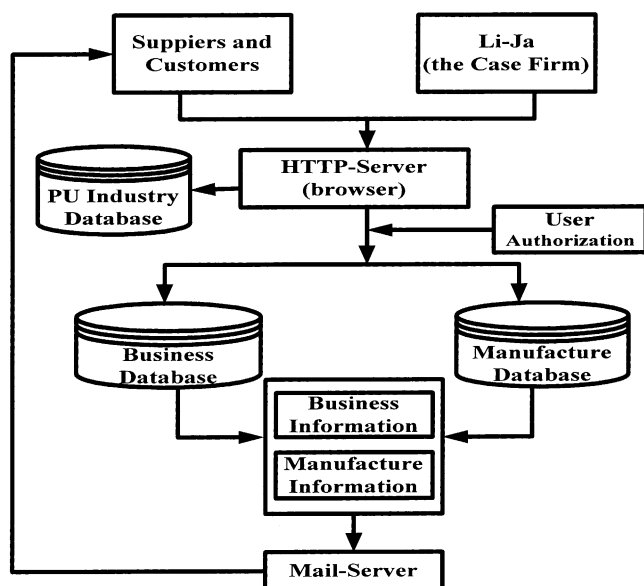 Suppiers and
Customers
Li-Ja
(the Case Firm)
HTTP-Server
(browser)
PU Industry
Database
User
Authorization
Business
Database
Manufacture
Database
Business
Information
Manufacture
Information
Mail-Server